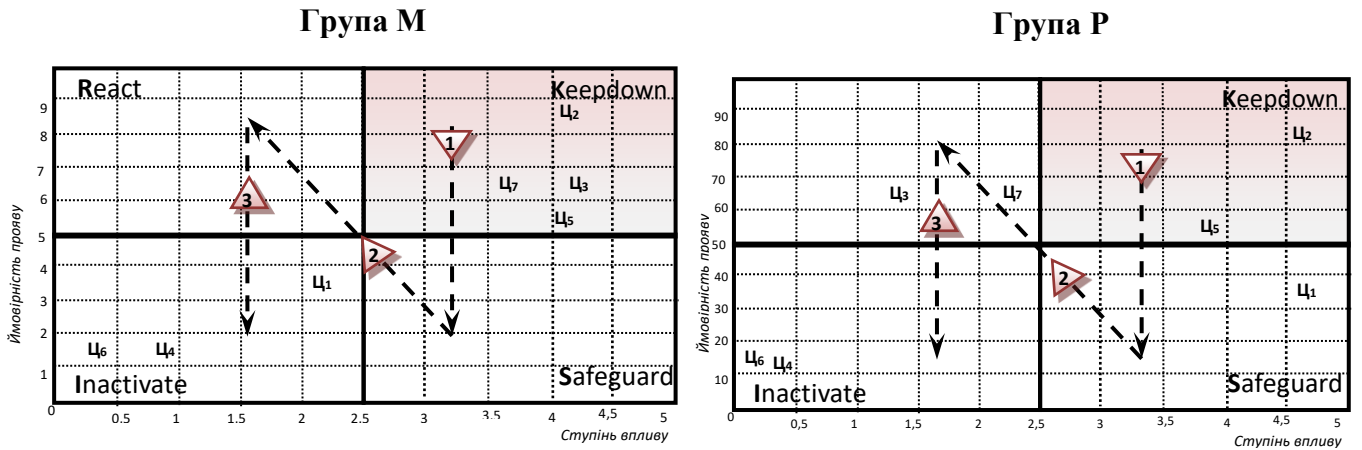 Група М
React
Keepdown
Ц₂
9
8
7
6
5
4
3
2
1
0
1
Ц₇
Ц₃
3
Ц₅
2
Ц₁
Ц₆
Ц₄
Inactivate
Safeguard
0.5
1
1.5
2
2.5
3
3.5
4
4,5
5
Ймовірність прояву
Ступінь впливу
Група Р
Keepdown
Ц₂
90
80
70
60
50
40
30
20
10
1
Ц₃
Ц₇
3
Ц₅
2
Ц₁
Ц₆
Ц₄
Inactivate
Safeguard
0
0,5
1
1,5
2
2,5
3
3,5
4
4,5
5
Ймовірність прояву
Ступінь впливу